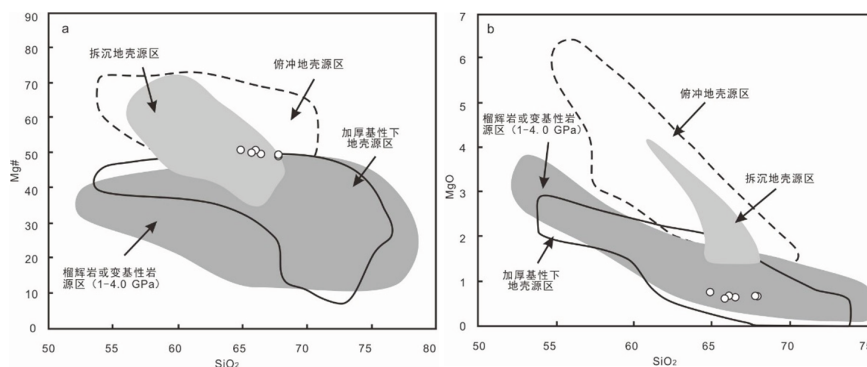 a
90
80
70
60
50
40
30
20
10
0
Mg#
拆沉地壳源区
俯冲地壳源区
加厚基性下
地壳源区
榴辉岩或变基性岩
源区（1-4.0 GPa）
50
60
65
70
80
SiO₂
b
7
6
5
4
3
2
1
0
MgO
俯冲地壳源区
榴辉岩或变基性岩
源区（1-4. 0 GPa）
拆沉地壳源区
加厚基性下
地壳源区
50
55
60
65
70
75
SiO₂